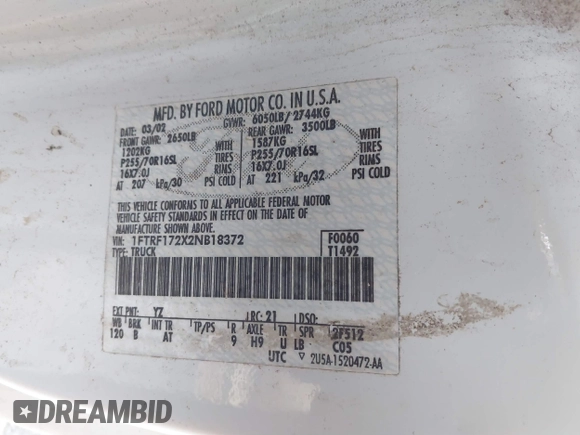 MFD. BY FORD MOTOR CO. IN U.S.A.
DATE: 03/02 GVWR: 6050LB/ 2744KG
FRONT GAWR: 2650LB REAR GAWR: 3500LB
1202KG WITH 1587KG WITH
P255/70R16SL TIRES P255/70R16SL TIRES
16X7.0J RIMS 16X7.0J RIMS
AT 207 kPa/30 PSI COLD AT 221 kPa/32 PSI COLD
THIS VEHICLE CONFORMS TO ALL APPLICABLE FEDERAL MOTOR
VEHICLE SAFETY STANDARDS IN EFFECT ON THE DATE OF
MANUFACTURE SHOWN ABOVE.
VIN: 1FTRF172X2NB18372 F0060
TYPE: TRUCK T1492
EXT PNT: YZ RC: 21 DSO:
WB BRK INT TR TP/PS R AXLE TR SPR 27512
120 B AT 9 H9 U LB C05
UTC ▽ 2U5A-1520472-AA
DEALERSHISTORY.COM